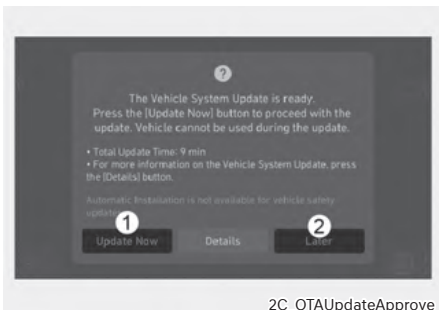 ?
The Vehicle System Update is ready.
Press the [Update Now] button to proceed with the
update. Vehicle cannot be used during the update.
• Total Update Time: 9 min
• For more information on the Vehicle System Update, press
the [Details] button.
Automatic Installation is not available for vehicle safety
update
1
2
Update Now
Details
Later
2C_OTAUpdateApprove